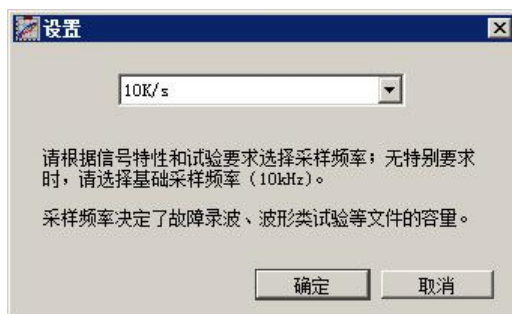 设置
10K/s
请根据信号特性和试验要求选择采样频率；无特别要求
时，请选择基础采样频率（10kHz）。
采样频率决定了故障录波、波形类试验等文件的容量。
确定 取消